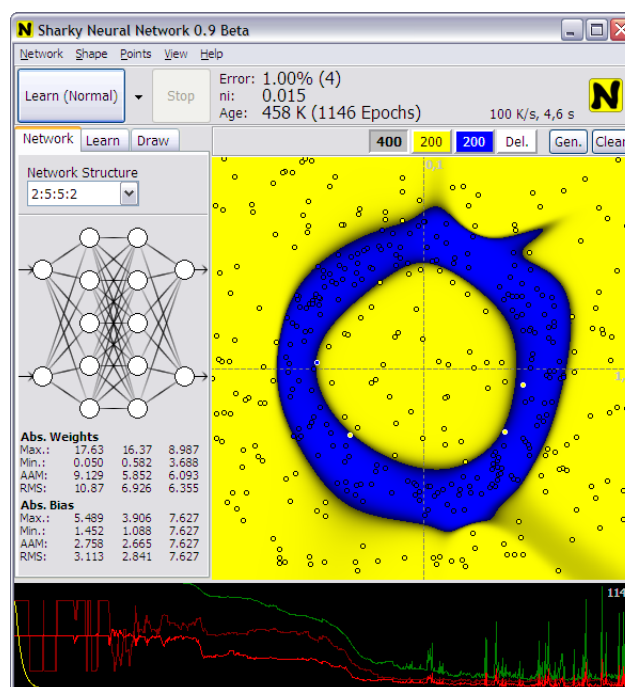 N Sharky Neural Network 0.9 Beta
Network Shape Points View Help
Learn (Normal) Stop
Error: 1.00% (4)
ni: 0.015
Age: 458 K (1146 Epochs) 100 K/s, 4,6 s
N
Network Learn Draw
400 200 200 Del. Gen. Clear
Network Structure
2:5:5:2
0,1
1,
Abs. Weights
Max.: 17.63 16.37 8.987
Min.: 0.050 0.582 3.688
AAM: 9.129 5.852 6.093
RMS: 10.87 6.926 6.355
Abs. Bias
Max.: 5.489 3.906 7.627
Min.: 1.452 1.088 7.627
AAM: 2.758 2.665 7.627
RMS: 3.113 2.841 7.627
114